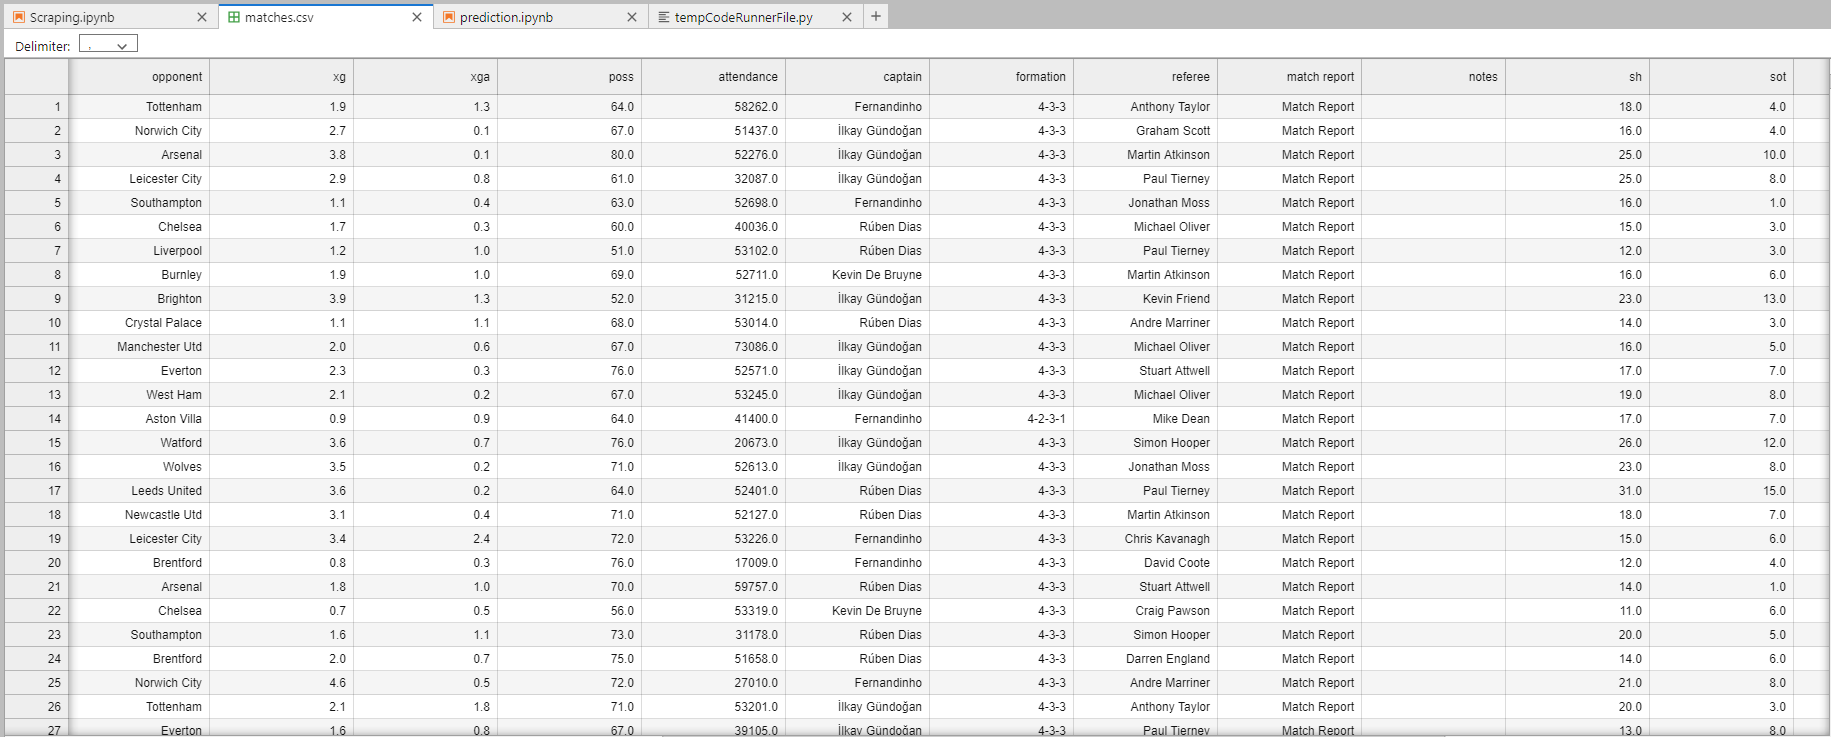 Scraping.ipynb matches.csv prediction.ipynb tempCodeRunnerFile.py
Delimiter: ,
opponent xg xga poss attendance captain formation referee match report notes sh sot
1 Tottenham 1.9 1.3 64.0 58262.0 Fernandinho 4-3-3 Anthony Taylor Match Report 18.0 4.0
2 Norwich City 2.7 0.1 67.0 51437.0 İlkay Gündoğan 4-3-3 Graham Scott Match Report 16.0 4.0
3 Arsenal 3.8 0.1 80.0 52276.0 İlkay Gündoğan 4-3-3 Martin Atkinson Match Report 25.0 10.0
4 Leicester City 2.9 0.8 61.0 32087.0 İlkay Gündoğan 4-3-3 Paul Tierney Match Report 25.0 8.0
5 Southampton 1.1 0.4 63.0 52698.0 Fernandinho 4-3-3 Jonathan Moss Match Report 16.0 1.0
6 Chelsea 1.7 0.3 60.0 40036.0 Rúben Dias 4-3-3 Michael Oliver Match Report 15.0 3.0
7 Liverpool 1.2 1.0 51.0 53102.0 Rúben Dias 4-3-3 Paul Tierney Match Report 12.0 3.0
8 Burnley 1.9 1.0 69.0 52711.0 Kevin De Bruyne 4-3-3 Martin Atkinson Match Report 16.0 6.0
9 Brighton 3.9 1.3 52.0 31215.0 İlkay Gündoğan 4-3-3 Kevin Friend Match Report 23.0 13.0
10 Crystal Palace 1.1 1.1 68.0 53014.0 Rúben Dias 4-3-3 Andre Marriner Match Report 14.0 3.0
11 Manchester Utd 2.0 0.6 67.0 73086.0 İlkay Gündoğan 4-3-3 Michael Oliver Match Report 16.0 5.0
12 Everton 2.3 0.3 76.0 52571.0 İlkay Gündoğan 4-3-3 Stuart Attwell Match Report 17.0 7.0
13 West Ham 2.1 0.2 67.0 53245.0 İlkay Gündoğan 4-3-3 Michael Oliver Match Report 19.0 8.0
14 Aston Villa 0.9 0.9 64.0 41400.0 Fernandinho 4-2-3-1 Mike Dean Match Report 17.0 7.0
15 Watford 3.6 0.7 76.0 20673.0 İlkay Gündoğan 4-3-3 Simon Hooper Match Report 26.0 12.0
16 Wolves 3.5 0.2 71.0 52613.0 İlkay Gündoğan 4-3-3 Jonathan Moss Match Report 23.0 8.0
17 Leeds United 3.6 0.2 64.0 52401.0 Rúben Dias 4-3-3 Paul Tierney Match Report 31.0 15.0
18 Newcastle Utd 3.1 0.4 71.0 52127.0 Rúben Dias 4-3-3 Martin Atkinson Match Report 18.0 7.0
19 Leicester City 3.4 2.4 72.0 53226.0 Fernandinho 4-3-3 Chris Kavanagh Match Report 15.0 6.0
20 Brentford 0.8 0.3 76.0 17009.0 Fernandinho 4-3-3 David Coote Match Report 12.0 4.0
21 Arsenal 1.8 1.0 70.0 59757.0 Rúben Dias 4-3-3 Stuart Attwell Match Report 14.0 1.0
22 Chelsea 0.7 0.5 56.0 53319.0 Kevin De Bruyne 4-3-3 Craig Pawson Match Report 11.0 6.0
23 Southampton 1.6 1.1 73.0 31178.0 Rúben Dias 4-3-3 Simon Hooper Match Report 20.0 5.0
24 Brentford 2.0 0.7 75.0 51658.0 Rúben Dias 4-3-3 Darren England Match Report 14.0 6.0
25 Norwich City 4.6 0.5 72.0 27010.0 Fernandinho 4-3-3 Andre Marriner Match Report 21.0 8.0
26 Tottenham 2.1 1.8 71.0 53201.0 İlkay Gündoğan 4-3-3 Anthony Taylor Match Report 20.0 3.0
27 Everton 1.6 0.8 67.0 39105.0 İlkay Gündoğan 4-3-3 Paul Tierney Match Report 13.0 8.0